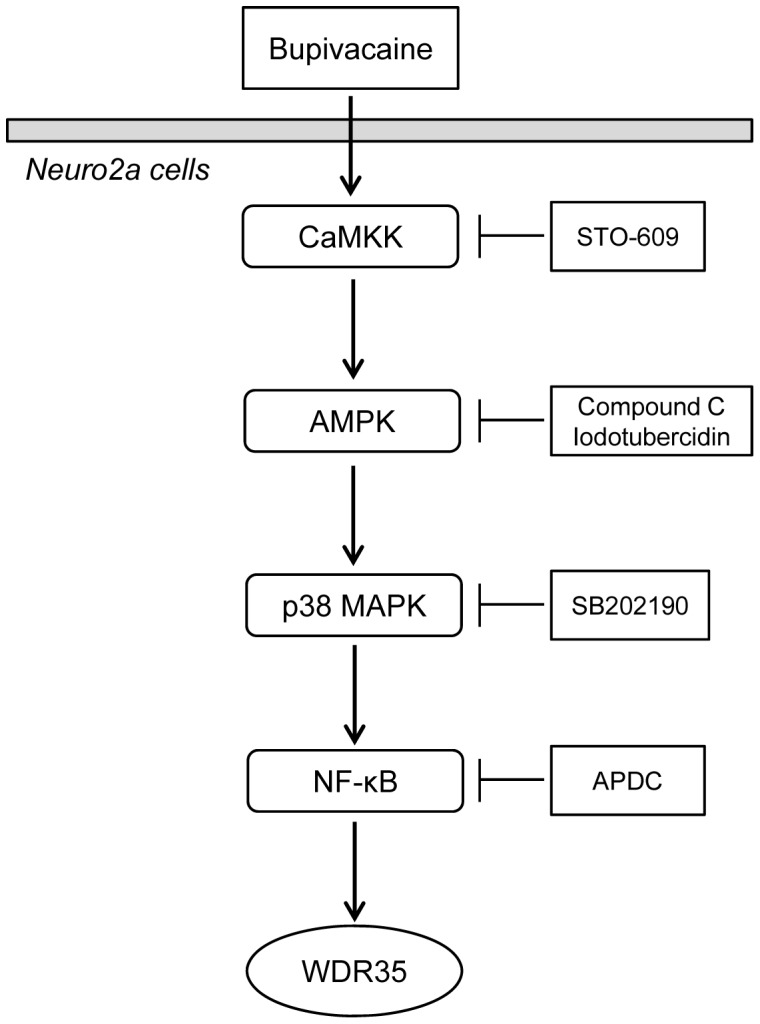 Bupivacaine
Neuro2a cells
CaMKK
STO-609
AMPK
Compound C
Iodotubercidin
p38 MAPK
SB202190
NF-κB
APDC
WDR35